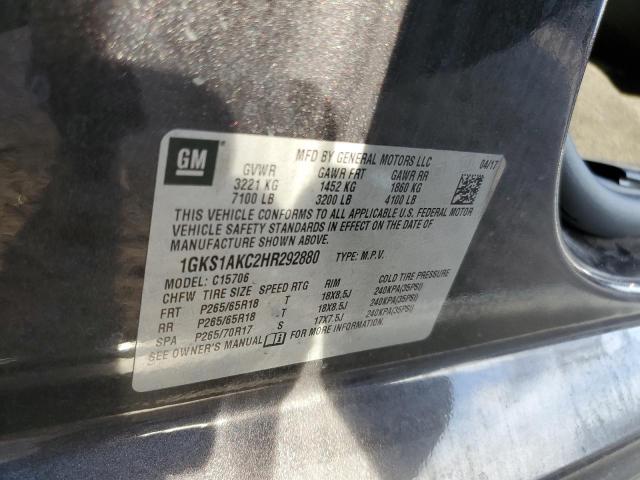 GM
MFD BY GENERAL MOTORS LLC 04/17
GVWR GAWR FRT GAWR RR
3221 KG 1452 KG 1860 KG
7100 LB 3200 LB 4100 LB
THIS VEHICLE CONFORMS TO ALL APPLICABLE U.S. FEDERAL MOTOR
VEHICLE SAFETY STANDARDS IN EFFECT ON THE DATE OF
MANUFACTURE SHOWN ABOVE.
1GKS1AKC2HR292880 TYPE: M.P.V.
MODEL: C15706
CHFW TIRE SIZE SPEED RTG RIM COLD TIRE PRESSURE
FRT P265/65R18 T 18X8.5J 240KPA(35PSI)
RR P265/65R18 T 18X8.5J 240KPA(35PSI)
SPA P265/70R17 S 17X7.5J 240KPA(35PSI)
SEE OWNER'S MANUAL FOR MORE INFORMATION.